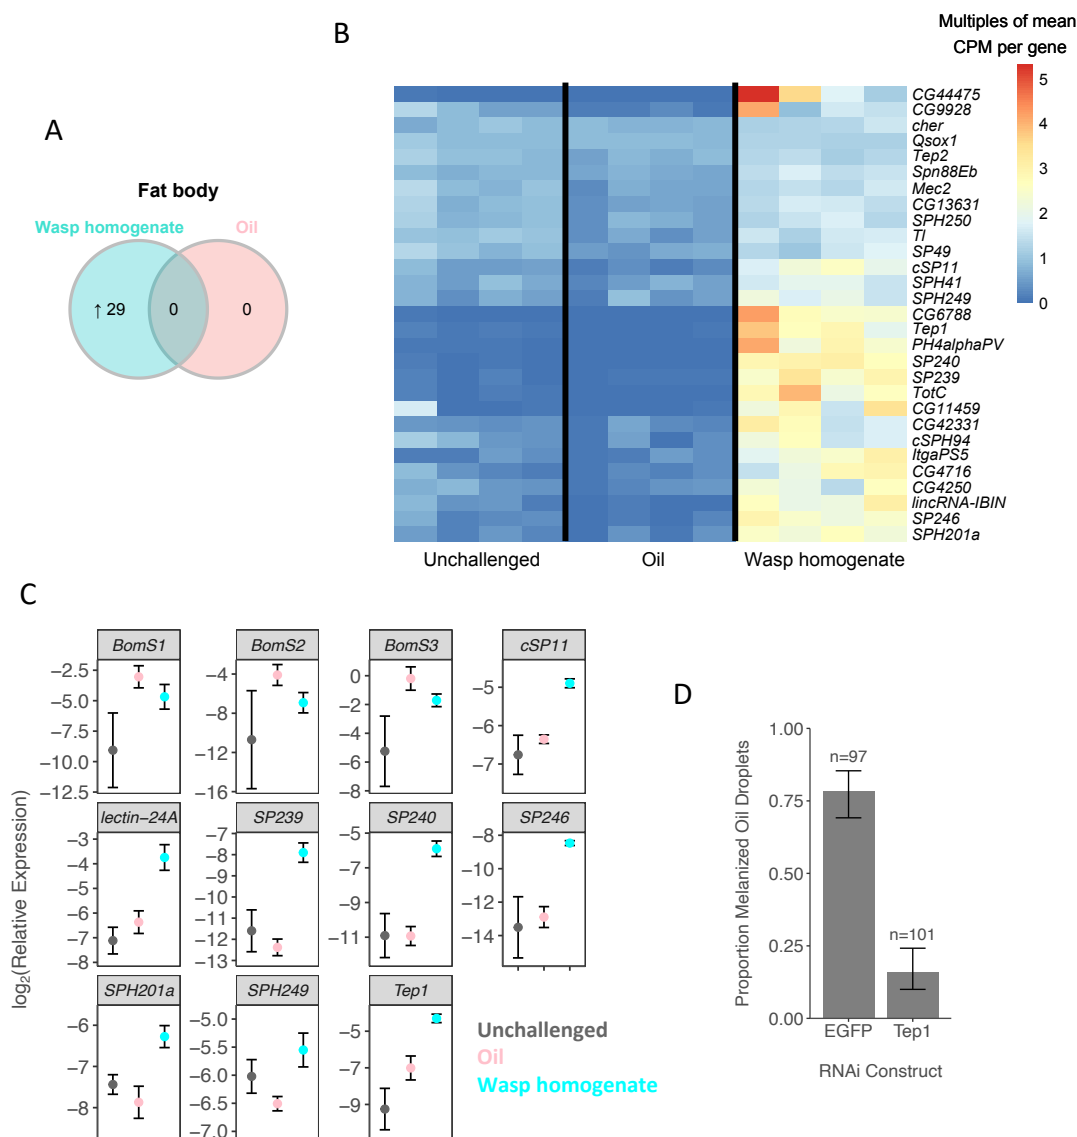 A
Fat body
Wasp homogenate Oil
↑ 29 0 0
B
Multiples of mean
CPM per gene
5
4
3
2
1
0
CG44475
CG9928
cher
Qsox1
Tep2
Spn88Eb
Mec2
CG13631
SPH250
Tl
SP49
cSP11
SPH41
SPH249
CG6788
Tep1
PH4alphaPV
SP240
SP239
TotC
CG11459
CG42331
cSPH94
ItgaPS5
CG4716
CG4250
lincRNA-IBIN
SP246
SPH201a
Unchallenged Oil Wasp homogenate
C
log2(Relative Expression)
BomS1
−2.5
−5.0
−7.5
−10.0
−12.5
BomS2
−4
−8
−12
−16
BomS3
0
−2
−4
−6
−8
cSP11
−5
−6
−7
lectin−24A
−3
−4
−5
−6
−7
−8
SP239
−7
−8
−9
−10
−11
−12
−13
SP240
−5
−7
−9
−11
SP246
−8
−10
−12
−14
SPH201a
−6
−7
−8
SPH249
−5.0
−5.5
−6.0
−6.5
−7.0
Tep1
−5
−7
−9
Unchallenged
Oil
Wasp homogenate
D
Proportion Melanized Oil Droplets
1.00
0.75
0.50
0.25
0.00
n=97
n=101
EGFP Tep1
RNAi Construct